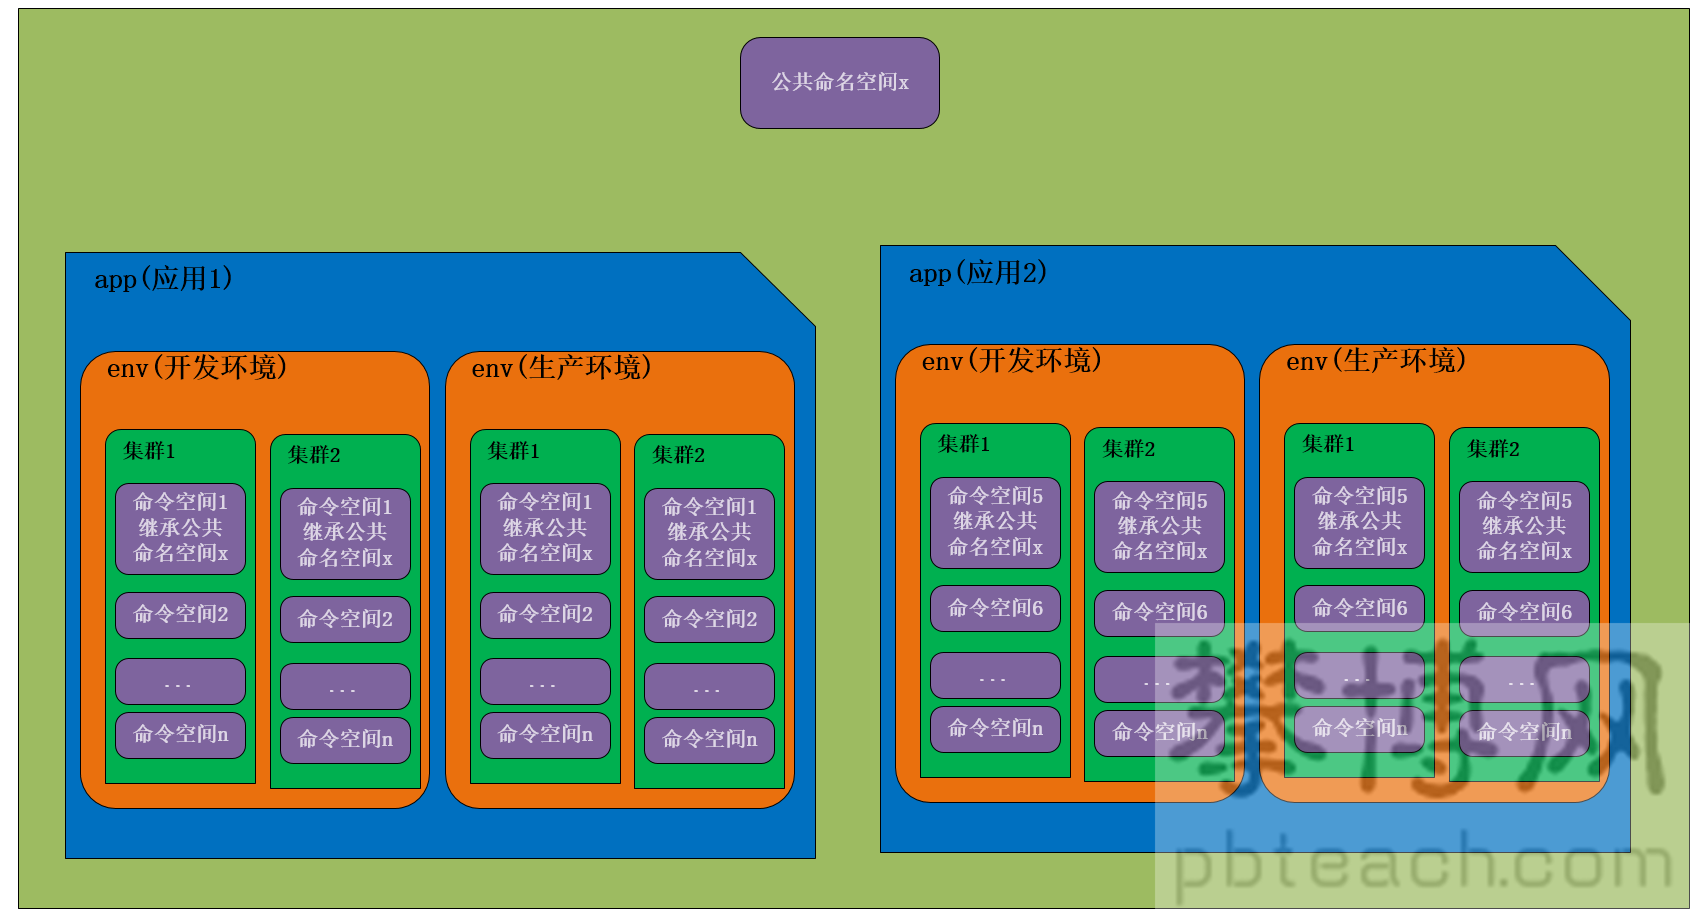 公共命名空间x
app(应用1)
env(开发环境)
集群1
命令空间1
继承公共
命名空间x
命令空间2
...
命令空间n
集群2
命令空间1
继承公共
命名空间x
命令空间2
...
命令空间n
env(生产环境)
集群1
命令空间1
继承公共
命名空间x
命令空间2
...
命令空间n
集群2
命令空间1
继承公共
命名空间x
命令空间2
...
命令空间n
app(应用2)
env(开发环境)
集群1
命令空间5
继承公共
命名空间x
命令空间6
...
命令空间n
集群2
命令空间5
继承公共
命名空间x
命令空间6
...
命令空间n
env(生产环境)
集群1
命令空间5
继承公共
命名空间x
命令空间6
...
命令空间n
集群2
命令空间5
继承公共
命名空间x
命令空间6
...
命令空间n
攀博网
pbteach.com